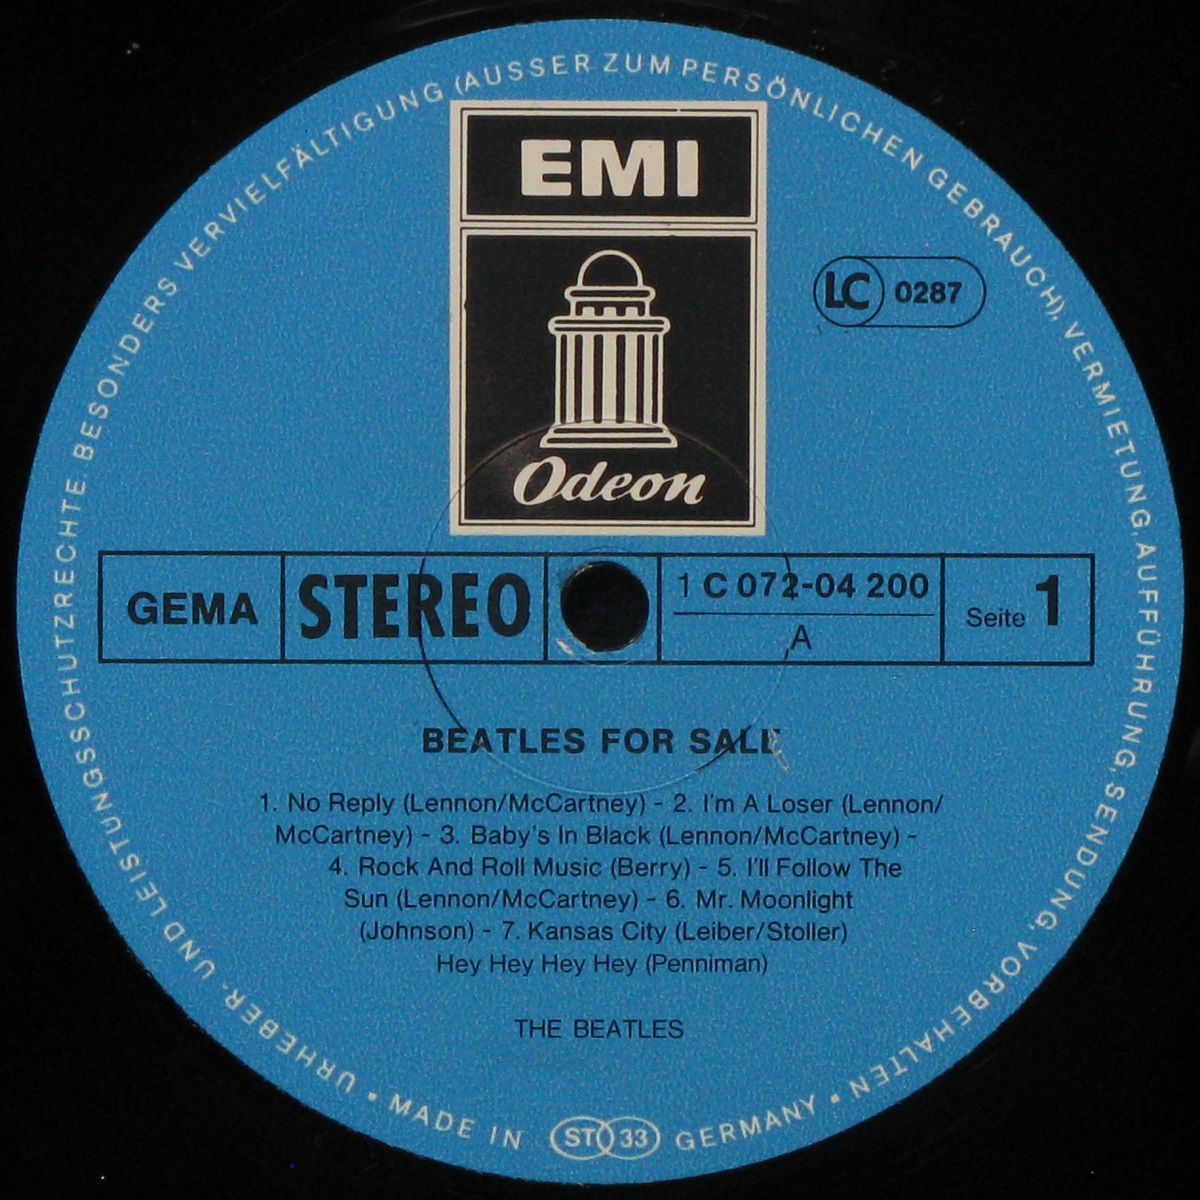 URHEBER- UND LEISTUNGSSCHUTZRECHTE, BESONDERS VERVIELFÄLTIGUNG (AUSSER ZUM PERSÖNLICHEN GEBRAUCH), VERMIETUNG, AUFFÜHRUNG, SENDUNG, VORBEHALTEN •
EMI
Odeon
LC 0287
GEMA
STEREO
1 C 072-04 200
A
Seite 1
BEATLES FOR SALE
1. No Reply (Lennon/McCartney) - 2. I'm A Loser (Lennon/
McCartney) - 3. Baby's In Black (Lennon/McCartney) -
4. Rock And Roll Music (Berry) - 5. I'll Follow The
Sun (Lennon/McCartney) - 6. Mr. Moonlight
(Johnson) - 7. Kansas City (Leiber/Stoller)
Hey Hey Hey Hey (Penniman)
THE BEATLES
• MADE IN ST 33 GERMANY